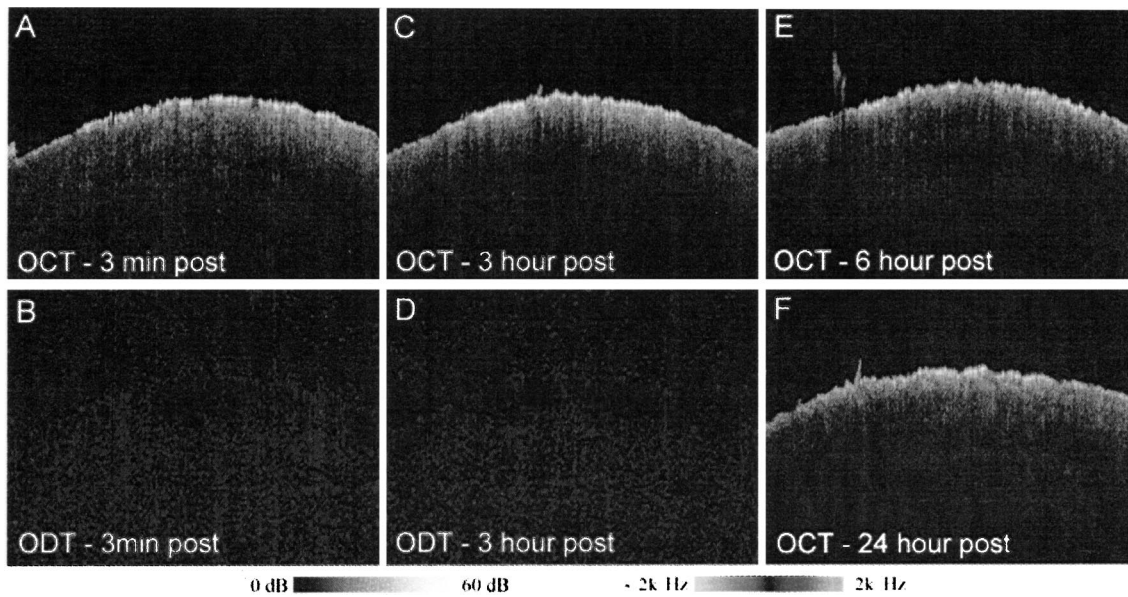 A
C
E
OCT - 3 min post
OCT - 3 hour post
OCT - 6 hour post
B
D
F
ODT - 3min post
ODT - 3 hour post
OCT - 24 hour post
0 dB
60 dB
- 2k Hz
2k Hz